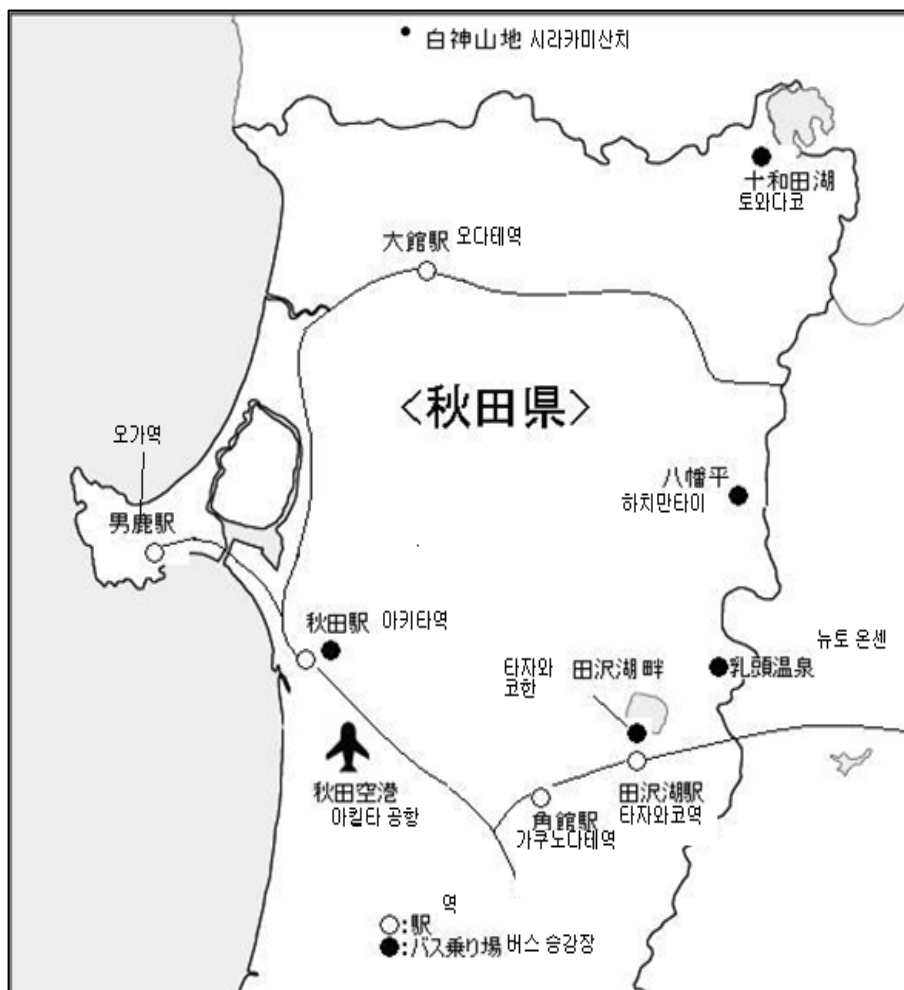 白神山地 시라카미산치
十和田湖
토와다코
大館駅 오다테역
<秋田県>
오가역
男鹿駅
八幡平
하치만타이
秋田駅 아키타역
뉴토 온센
乳頭温泉
타자와
코한
田沢湖畔
秋田空港
아킬타 공항
角館駅
가쿠노다테역
田沢湖駅
타자와코역
역
○:駅
●:バス乗り場 버스 승강장